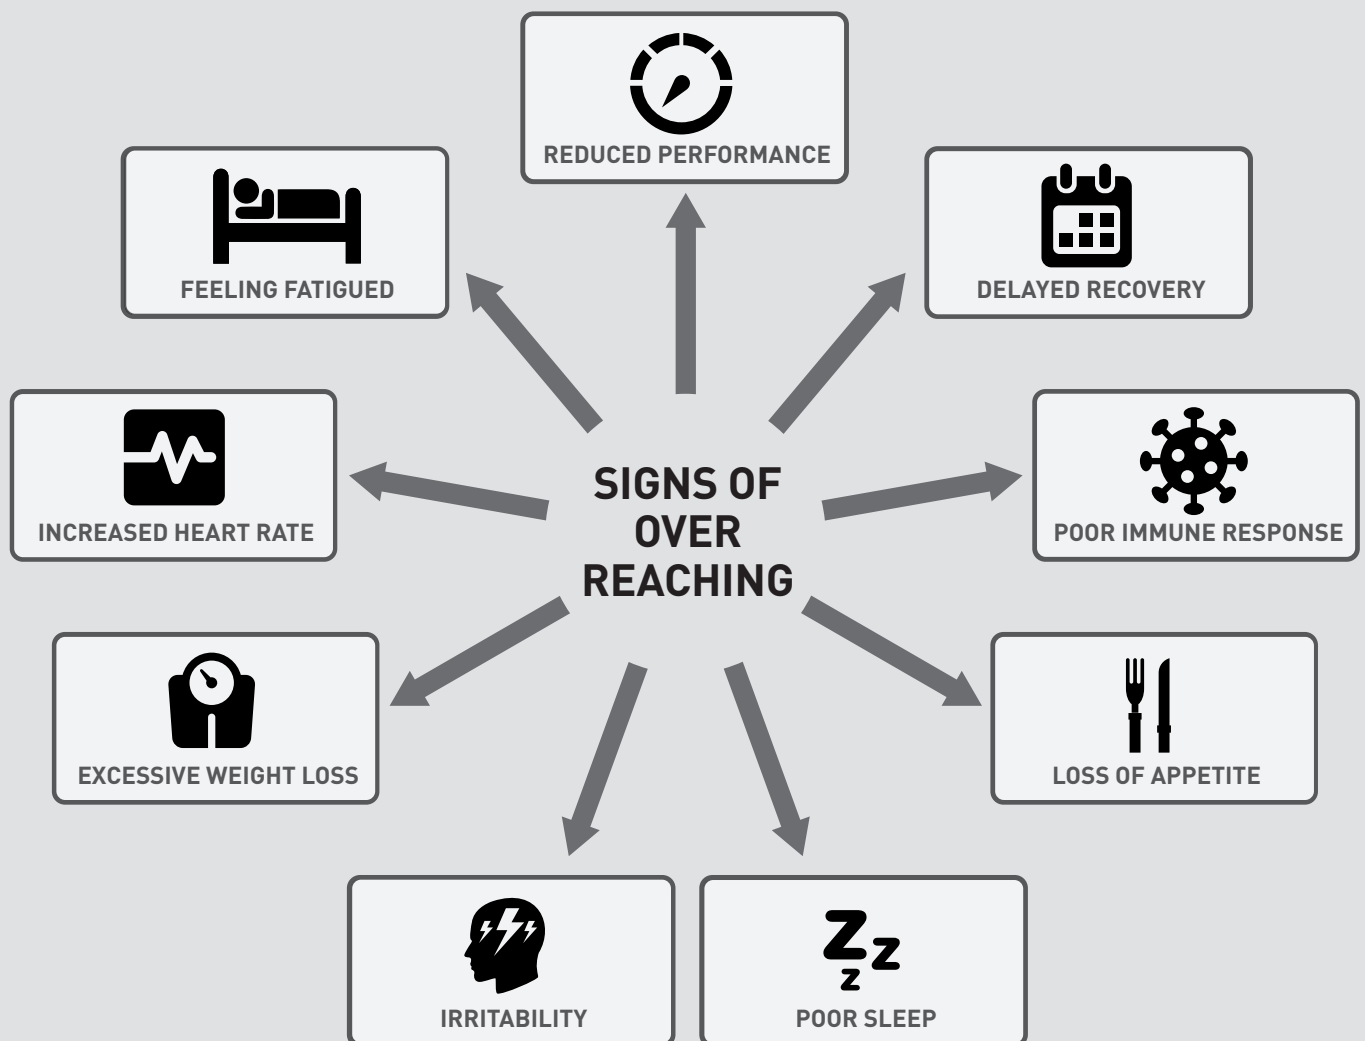 REDUCED PERFORMANCE
FEELING FATIGUED
DELAYED RECOVERY
INCREASED HEART RATE
SIGNS OF
OVER
REACHING
POOR IMMUNE RESPONSE
EXCESSIVE WEIGHT LOSS
LOSS OF APPETITE
IRRITABILITY
Z
Z
Z
POOR SLEEP